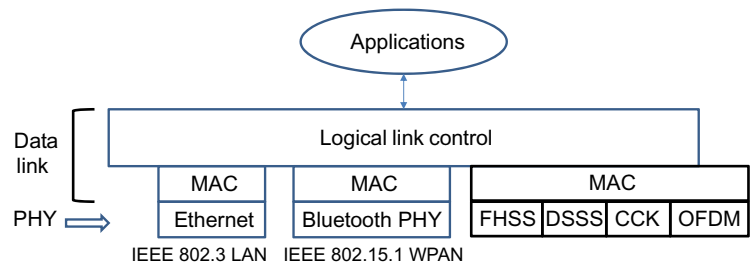 Applications
Logical link control
Data
link
MAC
MAC
MAC
PHY
Ethernet
Bluetooth PHY
FHSS
DSSS
CCK
OFDM
IEEE 802.3 LAN
IEEE 802.15.1 WPAN